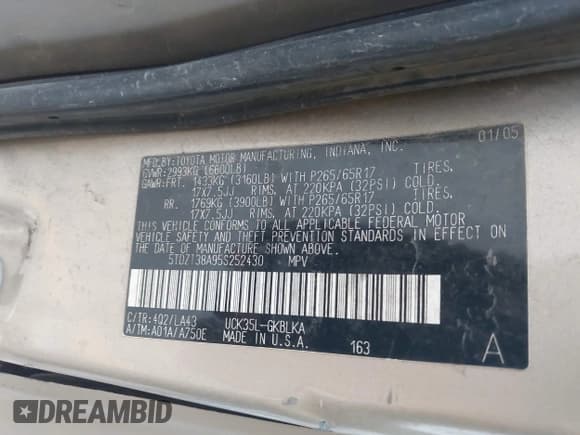 MFD.BY:TOYOTA MOTOR MANUFACTURING, INDIANA, INC. 01/05
GVWR:2993KG (6600LB)
GAWR:FRT. 1433KG (3160LB) WITH P265/65R17 TIRES,
17X7.5JJ RIMS, AT 220KPA (32PSI) COLD.
RR. 1769KG (3900LB) WITH P265/65R17 TIRES,
17X7.5JJ RIMS, AT 220KPA (32PSI) COLD.
THIS VEHICLE CONFORMS TO ALL APPLICABLE FEDERAL MOTOR
VEHICLE SAFETY AND THEFT PREVENTION STANDARDS IN EFFECT ON
THE DATE OF MANUFACTURE SHOWN ABOVE.
5TDZT38A95S252430 MPV
C/TR:4Q2/LA43 UCK35L-GKBLKA
A/TM:A01A/A750E MADE IN U.S.A. 163 A
DREAMBID